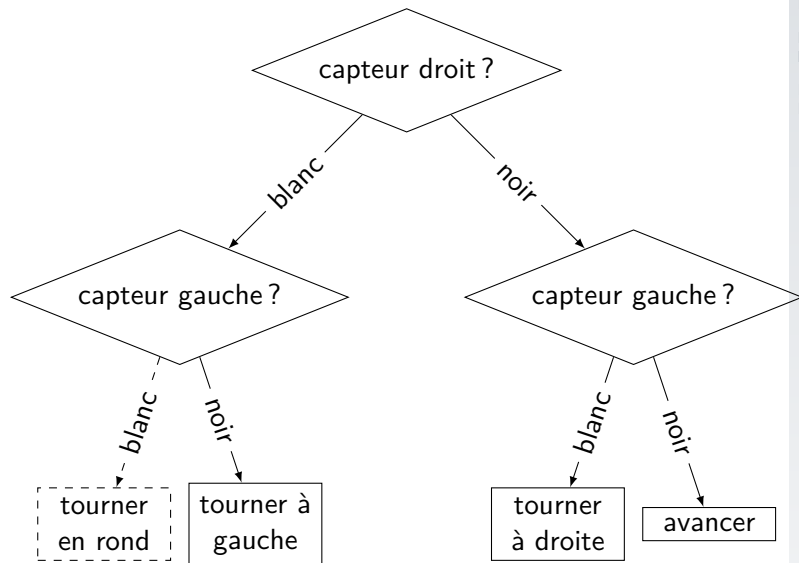 capteur droit ?
blanc
noir
capteur gauche ?
capteur gauche ?
blanc
noir
blanc
noir
tourner
en rond
tourner à
gauche
tourner
à droite
avancer